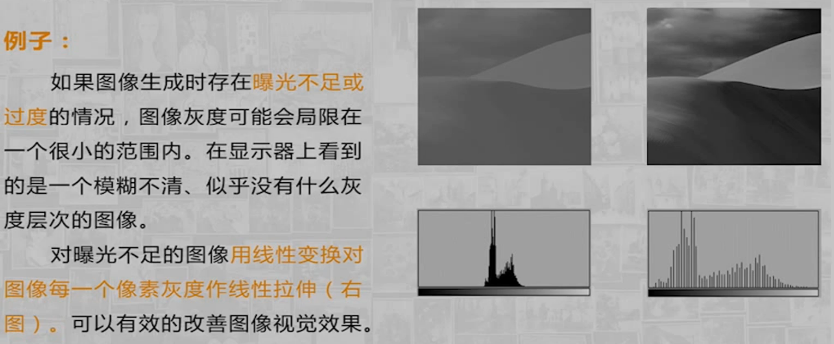 例子：
如果图像生成时存在曝光不足或
过度的情况，图像灰度可能会局限在
一个很小的范围内。在显示器上看到
的是一个模糊不清、似乎没有什么灰
度层次的图像。
对曝光不足的图像用线性变换对
图像每一个像素灰度作线性拉伸（右
图）。可以有效的改善图像视觉效果。